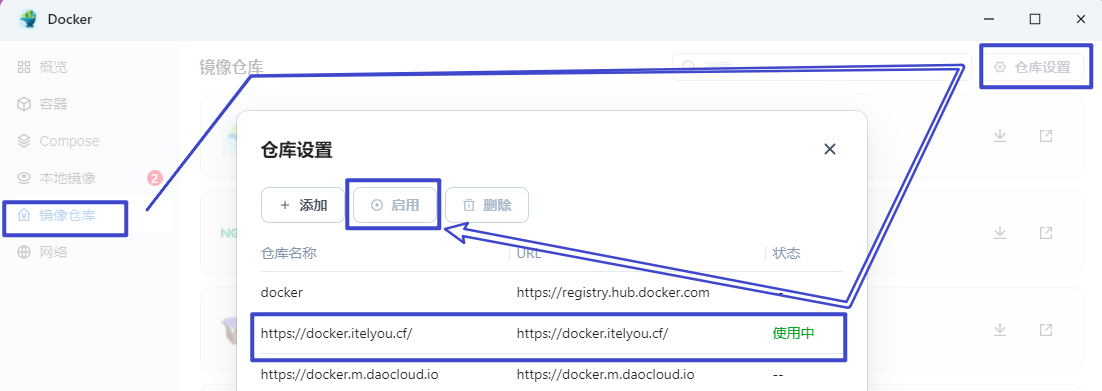 Docker
概览
容器
Compose
本地镜像
2
镜像仓库
网络
镜像仓库
搜索
仓库设置
仓库设置
添加
启用
删除
仓库名称 URL 状态
docker https://registry.hub.docker.com --
https://docker.itelyou.cf/ https://docker.itelyou.cf/ 使用中
https://docker.m.daocloud.io https://docker.m.daocloud.io --